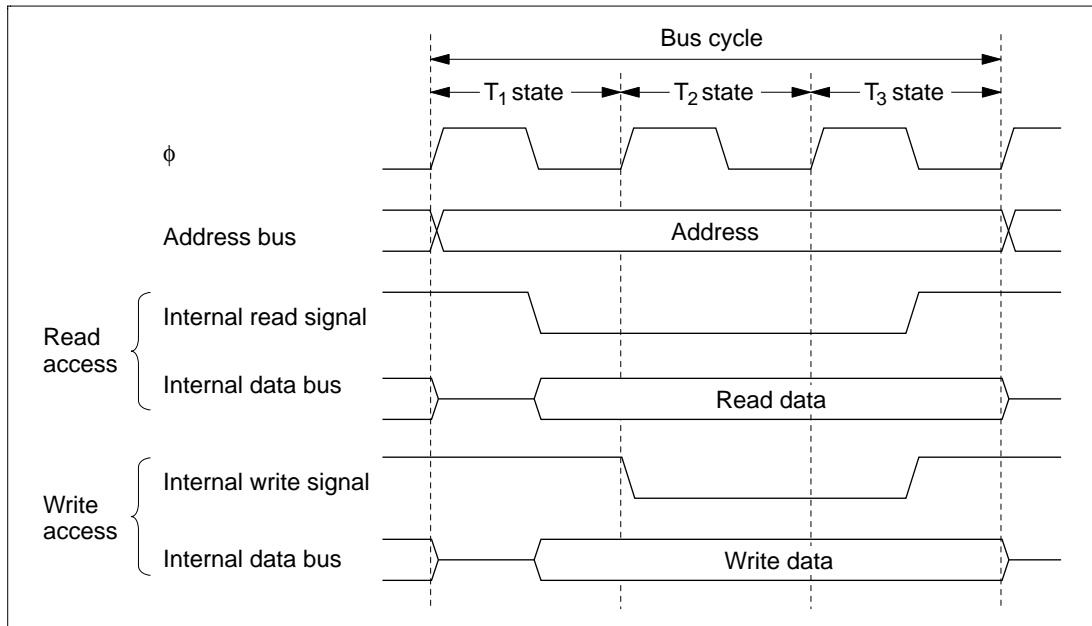 Bus cycle
T1 state
T2 state
T3 state
ϕ
Address bus
Address
Read
access
Internal read signal
Internal data bus
Read data
Write
access
Internal write signal
Internal data bus
Write data